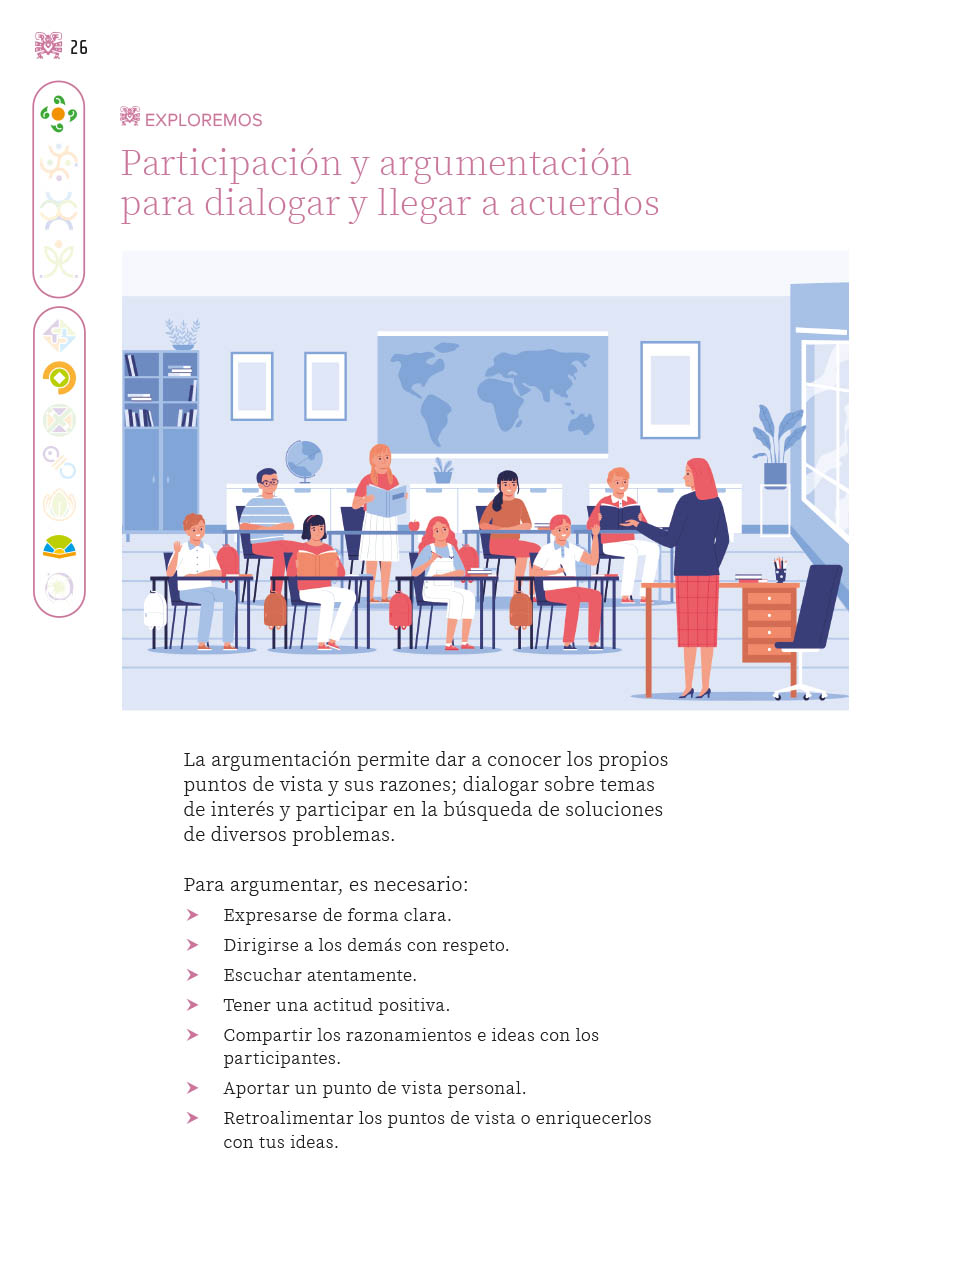 26
EXPLOREMOS
Participación y argumentación
para dialogar y llegar a acuerdos
La argumentación permite dar a conocer los propios
puntos de vista y sus razones; dialogar sobre temas
de interés y participar en la búsqueda de soluciones
de diversos problemas.
Para argumentar, es necesario:
➤ Expresarse de forma clara.
➤ Dirigirse a los demás con respeto.
➤ Escuchar atentamente.
➤ Tener una actitud positiva.
➤ Compartir los razonamientos e ideas con los
participantes.
➤ Aportar un punto de vista personal.
➤ Retroalimentar los puntos de vista o enriquecerlos
con tus ideas.